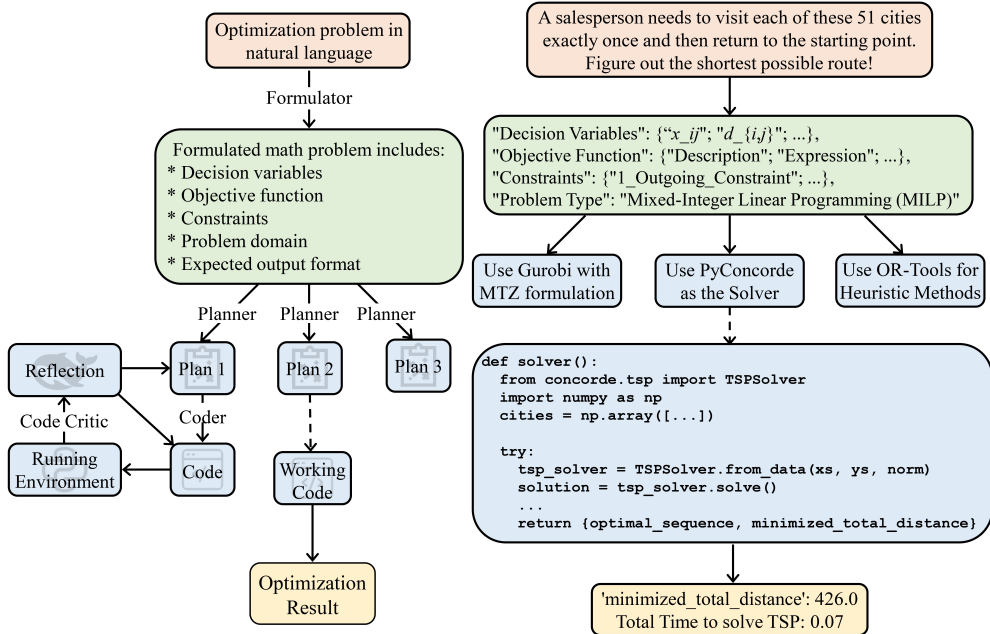 Optimization problem in
natural language
Formulator
Formulated math problem includes:
* Decision variables
* Objective function
* Constraints
* Problem domain
* Expected output format
Planner
Planner
Planner
Reflection
Plan 1
Plan 2
Plan 3
Code Critic
Coder
Running
Environment
Code
Working
Code
Optimization
Result
A salesperson needs to visit each of these 51 cities
exactly once and then return to the starting point.
Figure out the shortest possible route!
"Decision Variables": {“x_ij"; "d_{i,j}"; ...},
"Objective Function": {"Description"; "Expression"; ...},
"Constraints": {"1_Outgoing_Constraint"; ...},
"Problem Type": "Mixed-Integer Linear Programming (MILP)"
Use Gurobi with
MTZ formulation
Use PyConcorde
as the Solver
Use OR-Tools for
Heuristic Methods
def solver():
from concorde.tsp import TSPSolver
import numpy as np
cities = np.array([...])
try:
tsp_solver = TSPSolver.from_data(xs, ys, norm)
solution = tsp_solver.solve()
...
return {optimal_sequence, minimized_total_distance}
'minimized_total_distance': 426.0
Total Time to solve TSP: 0.07